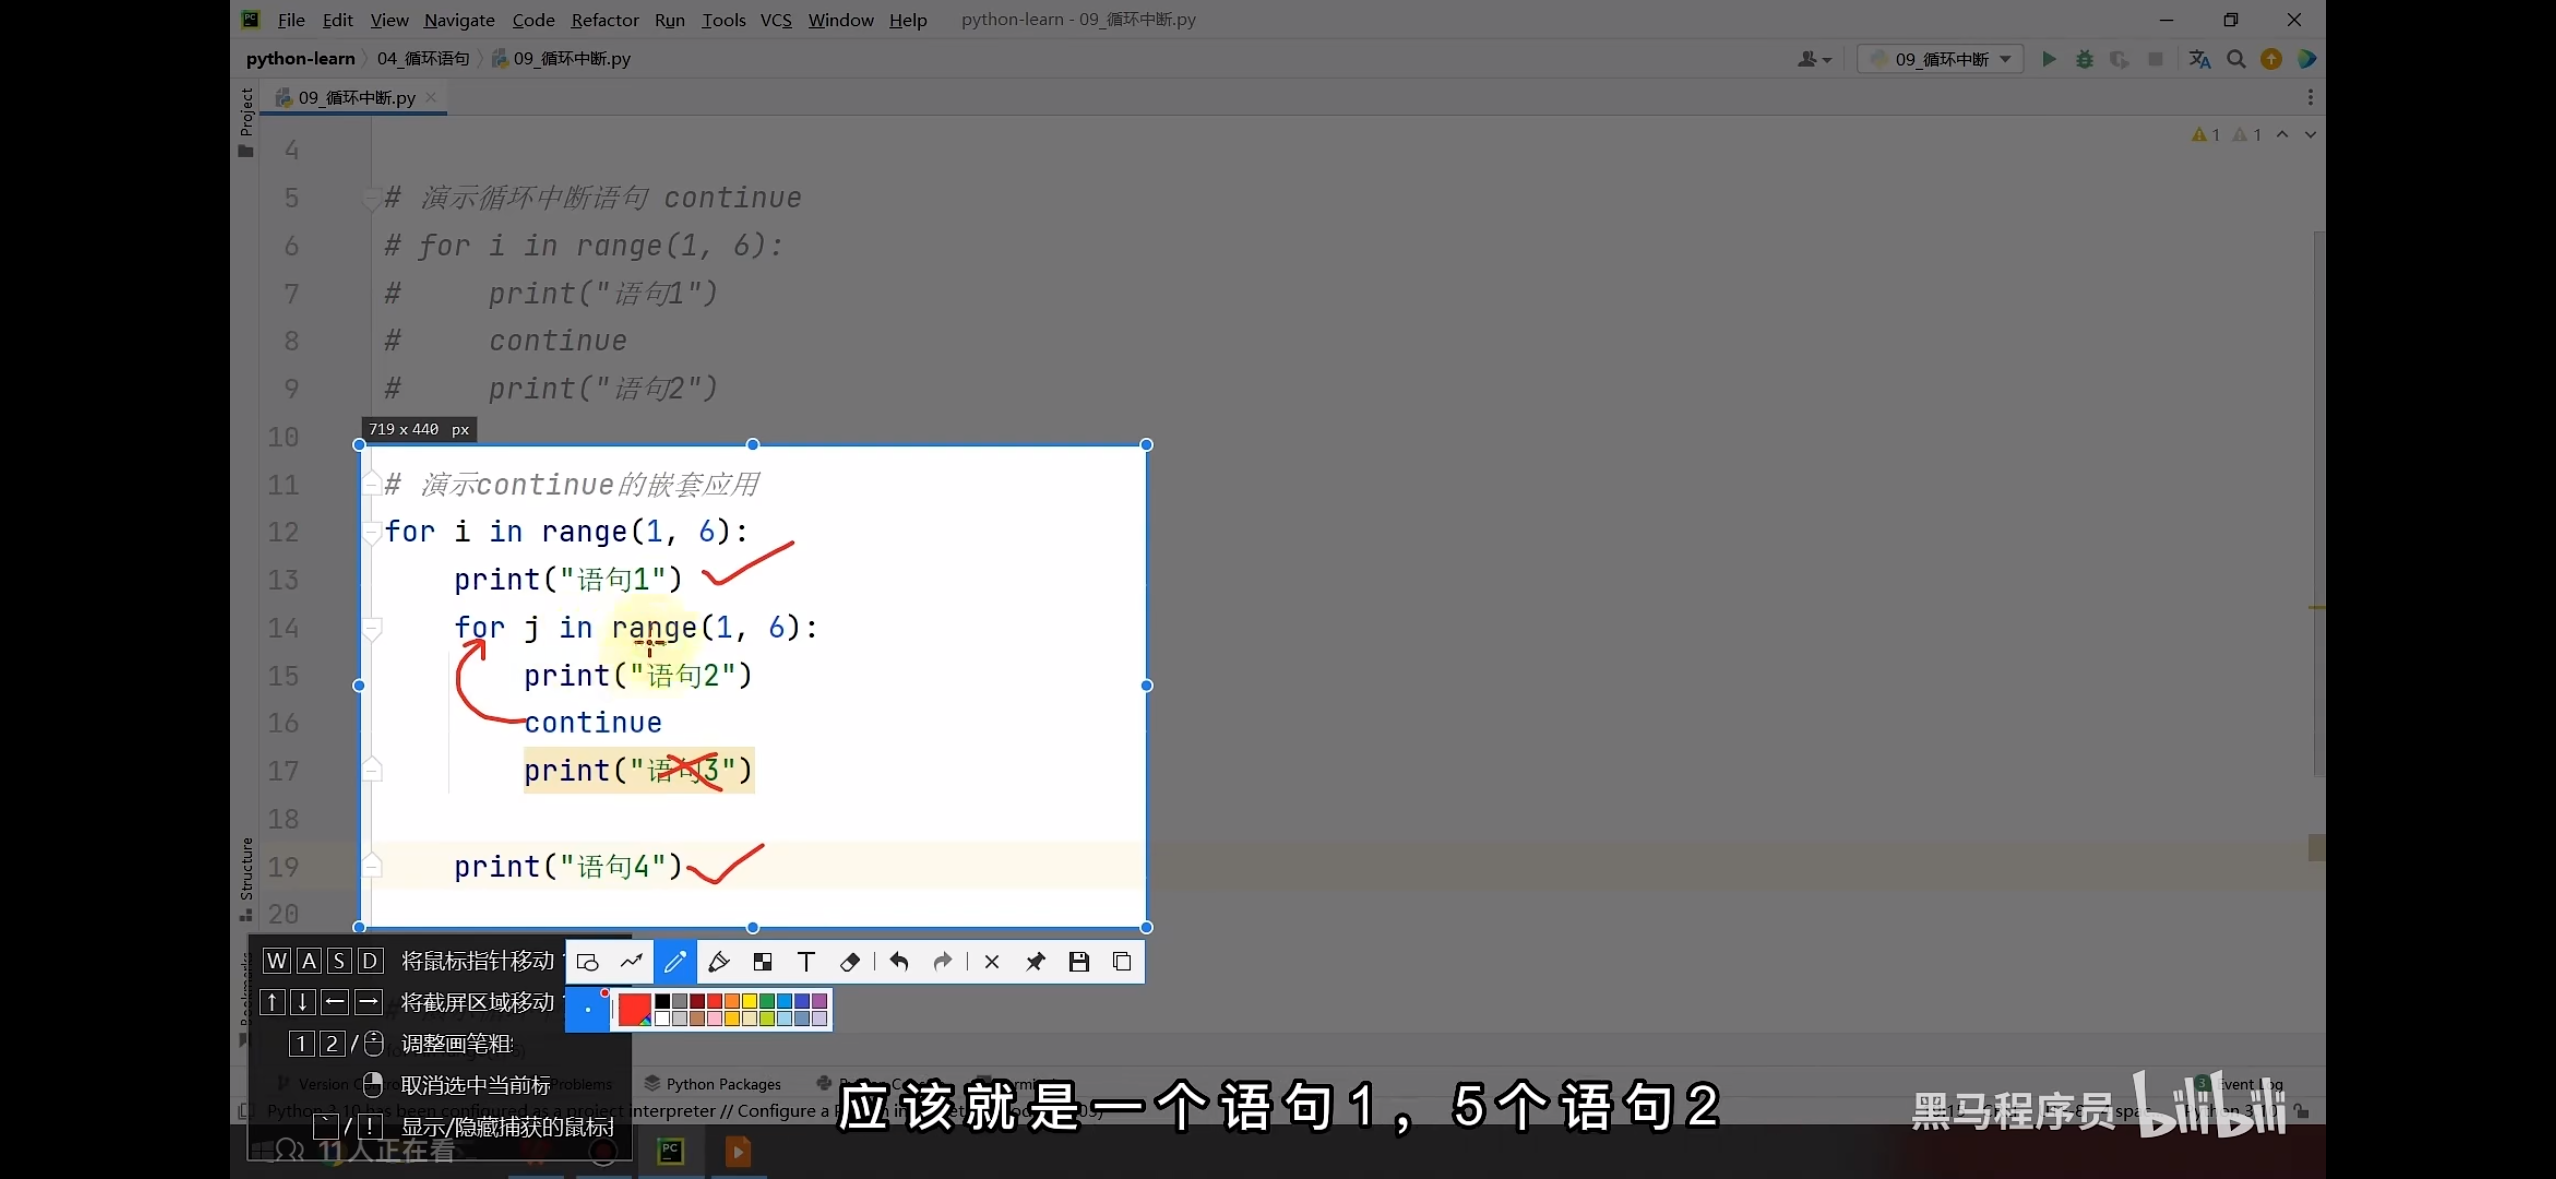 File Edit View Navigate Code Refactor Run Tools VCS Window Help python-learn - 09_循环中断.py
python-learn 04_循环语句 09_循环中断.py 09_循环中断
Project
09_循环中断.py
1 1
4
5 # 演示循环中断语句 continue
6 # for i in range(1, 6):
7 # print("语句1")
8 # continue
9 # print("语句2")
10
719 x 440 px
11 # 演示continue的嵌套应用
12 for i in range(1, 6):
13 print("语句1")
14 for j in range(1, 6):
15 print("语句2")
16 continue
17 print("语句3")
18
19 print("语句4")
20
Structure
W A S D 将鼠标指针移动
↑ ↓ ← → 将截屏区域移动
1 2 / 调整画笔粗
取消选中当前标
` / ! 显示/隐藏捕获的鼠标
Problems Python Packages
Event Log
Python 3.10 has been configured as a project interpreter // Configure a
应该就是一个语句1，5个语句2
黑马程序员 bilibili
11人正在看